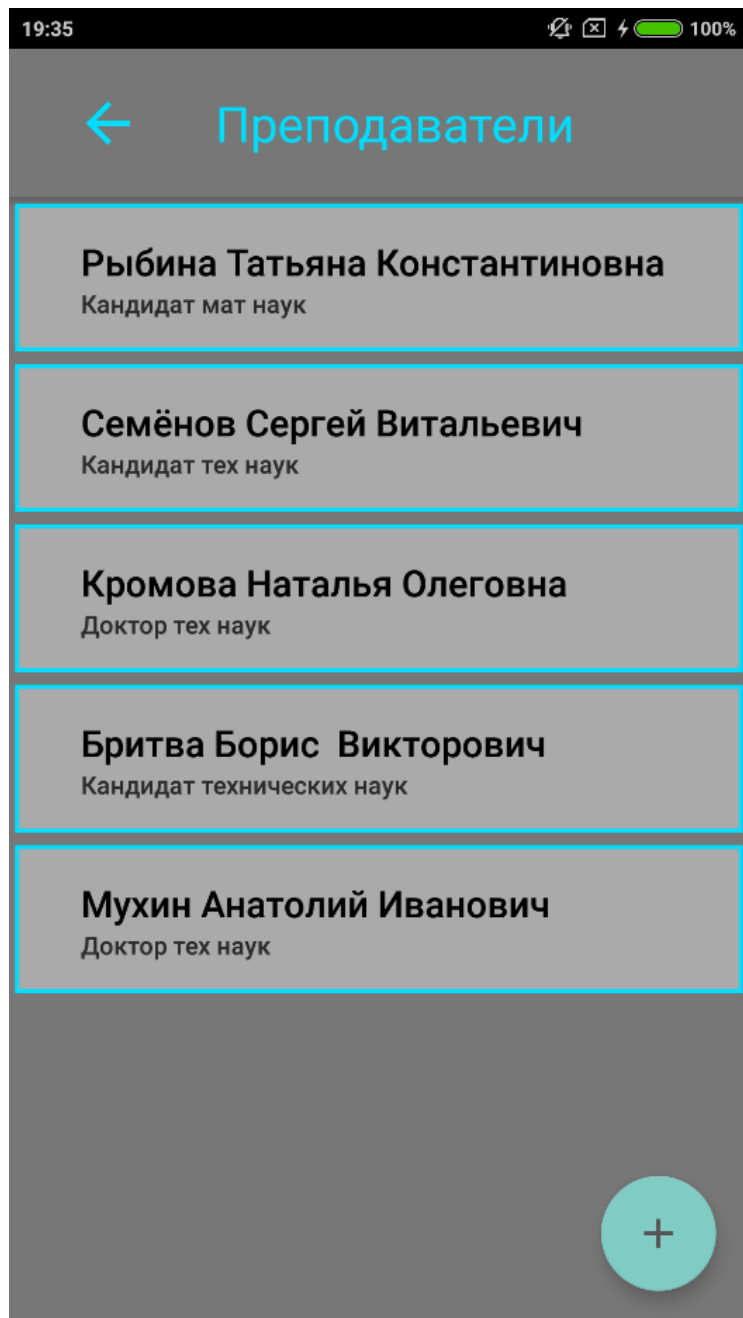 19:35 100%
Преподаватели
Рыбина Татьяна Константиновна
Кандидат мат наук
Семёнов Сергей Витальевич
Кандидат тех наук
Кромова Наталья Олеговна
Доктор тех наук
Бритва Борис  Викторович
Кандидат технических наук
Мухин Анатолий Иванович
Доктор тех наук
+